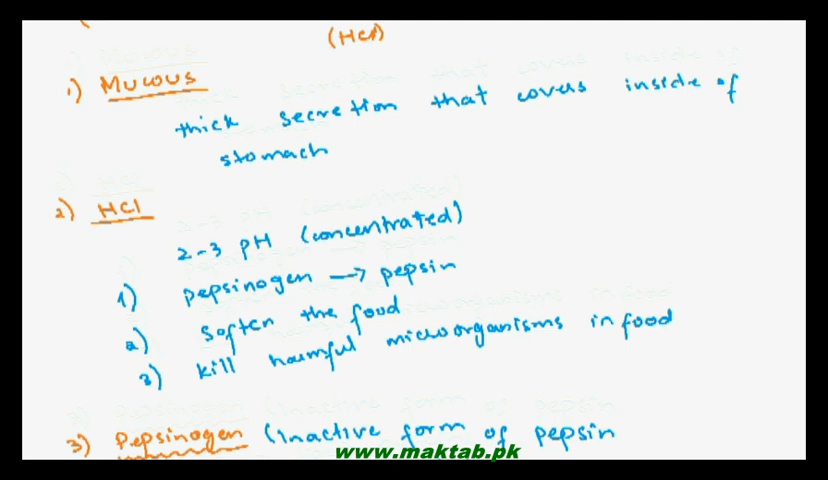 (HCl)
1) Mucous
thick secretion that covers inside of
stomach
2) HCl
2-3 pH (concentrated)
1) pepsinogen → pepsin
2) Soften the food
3) kill harmful microorganisms in food
3) Pepsinogen (inactive form of pepsin
www.maktab.pk